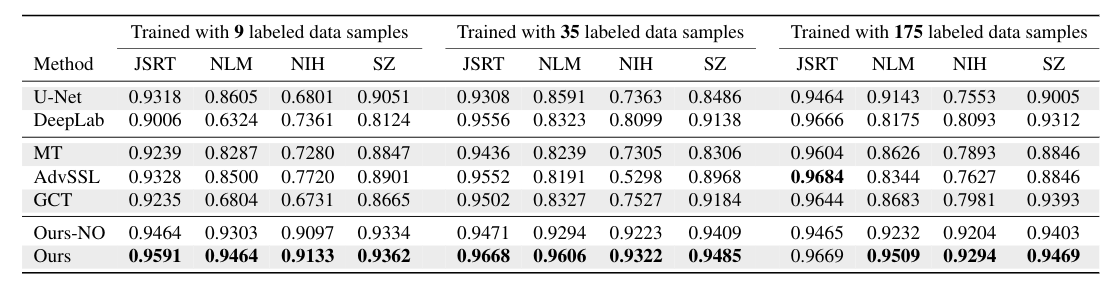 Trained with 9 labeled data samples Trained with 35 labeled data samples Trained with 175 labeled data samples
Method JSRT NLM NIH SZ JSRT NLM NIH SZ JSRT NLM NIH SZ
U-Net 0.9318 0.8605 0.6801 0.9051 0.9308 0.8591 0.7363 0.8486 0.9464 0.9143 0.7553 0.9005
DeepLab 0.9006 0.6324 0.7361 0.8124 0.9556 0.8323 0.8099 0.9138 0.9666 0.8175 0.8093 0.9312
MT 0.9239 0.8287 0.7280 0.8847 0.9436 0.8239 0.7305 0.8306 0.9604 0.8626 0.7893 0.8846
AdvSSL 0.9328 0.8500 0.7720 0.8901 0.9552 0.8191 0.5298 0.8968 0.9684 0.8344 0.7627 0.8846
GCT 0.9235 0.6804 0.6731 0.8665 0.9502 0.8327 0.7527 0.9184 0.9644 0.8683 0.7981 0.9393
Ours-NO 0.9464 0.9303 0.9097 0.9334 0.9471 0.9294 0.9223 0.9409 0.9465 0.9232 0.9204 0.9403
Ours 0.9591 0.9464 0.9133 0.9362 0.9668 0.9606 0.9322 0.9485 0.9669 0.9509 0.9294 0.9469